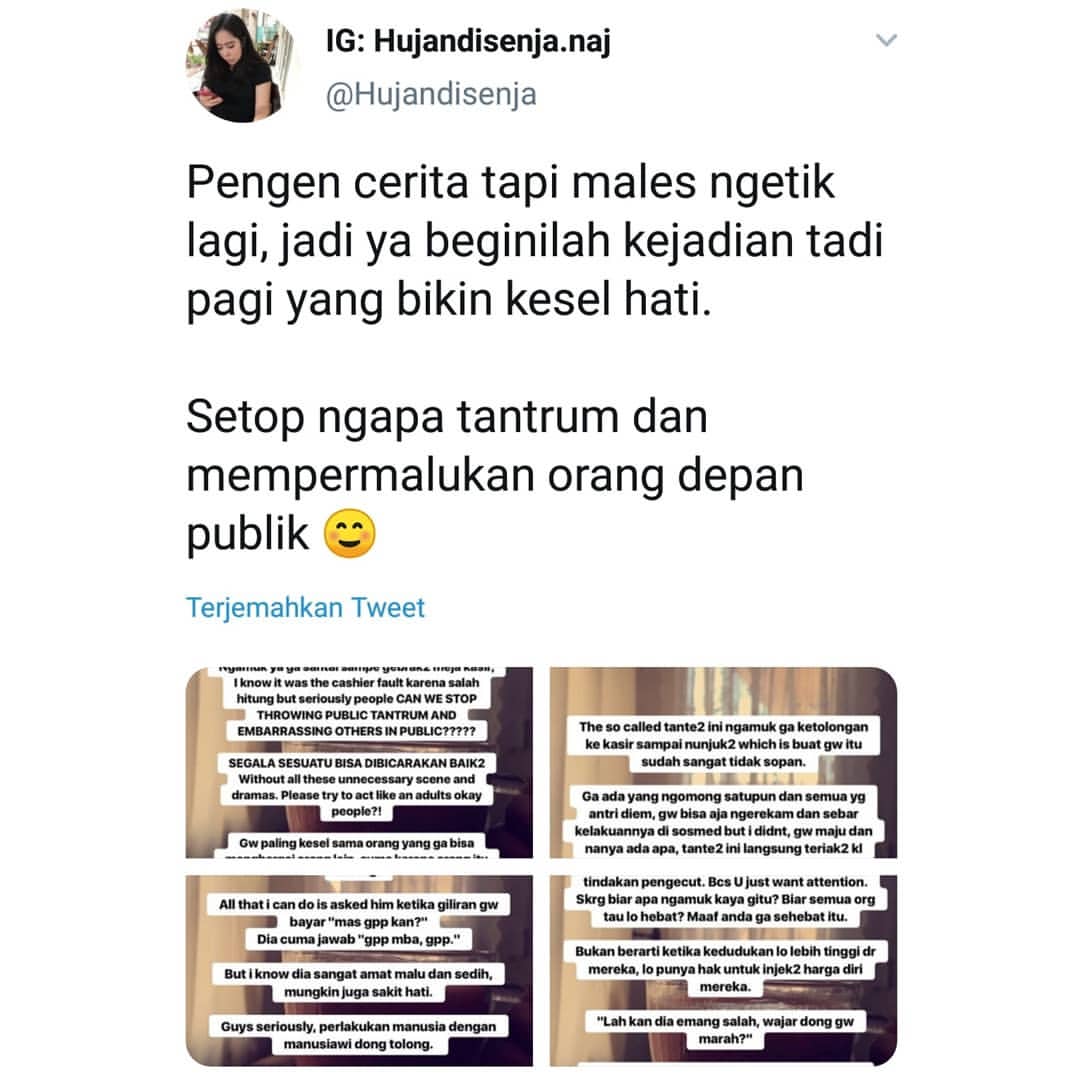 IG: Hujandisenja.naj
@Hujandisenja
Pengen cerita tapi males ngetik
lagi, jadi ya beginilah kejadian tadi
pagi yang bikin kesel hati.
Setop ngapa tantrum dan
mempermalukan orang depan
publik 😊
Terjemahkan Tweet
Ngamuk ya ga santai sampe gebrak2 meja kasir,
I know it was the cashier fault karena salah
hitung but seriously people CAN WE STOP
THROWING PUBLIC TANTRUM AND
EMBARRASSING OTHERS IN PUBLIC?????
SEGALA SESUATU BISA DIBICARAKAN BAIK2
Without all these unnecessary scene and
dramas. Please try to act like an adults okay
people?!
Gw paling kesel sama orang yang ga bisa
The so called tante2 ini ngamuk ga ketolongan
ke kasir sampai nunjuk2 which is buat gw itu
sudah sangat tidak sopan.
Ga ada yang ngomong satupun dan semua yg
antri diem, gw bisa aja ngerekam dan sebar
kelakuannya di sosmed but i didnt, gw maju dan
nanya ada apa, tante2 ini langsung teriak2 kl
All that i can do is asked him ketika giliran gw
bayar "mas gpp kan?"
Dia cuma jawab "gpp mba, gpp."
But i know dia sangat amat malu dan sedih,
mungkin juga sakit hati.
Guys seriously, perlakukan manusia dengan
manusiawi dong tolong.
tindakan pengecut. Bcs U just want attention.
Skrg biar apa ngamuk kaya gitu? Biar semua org
tau lo hebat? Maaf anda ga sehebat itu.
Bukan berarti ketika kedudukan lo lebih tinggi dr
mereka, lo punya hak untuk injek2 harga diri
mereka.
"Lah kan dia emang salah, wajar dong gw
marah?"